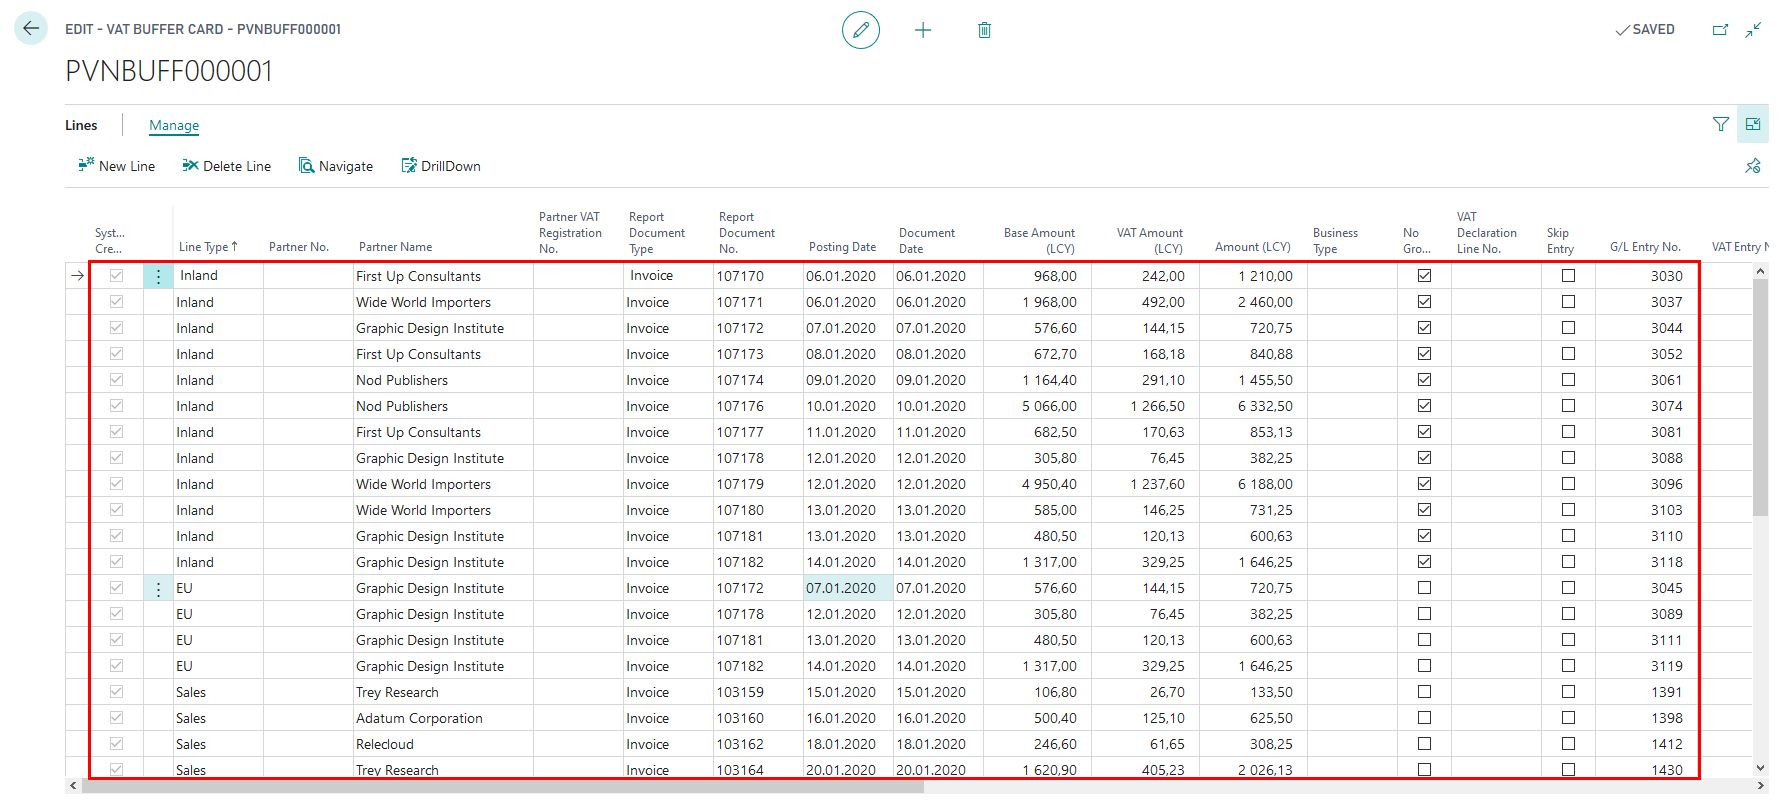 EDIT - VAT BUFFER CARD - PVNBUFF000001
SAVED
PVNBUFF000001
Lines Manage
New Line Delete Line Navigate DrillDown
Syst... Cre... Line Type↑ Partner No. Partner Name Partner VAT Registration No. Report Document Type Report Document No. Posting Date Document Date Base Amount (LCY) VAT Amount (LCY) Amount (LCY) Business Type No Gro... VAT Declaration Line No. Skip Entry G/L Entry No. VAT Entry N
Inland First Up Consultants Invoice 107170 06.01.2020 06.01.2020 968,00 242,00 1 210,00 3030
Inland Wide World Importers Invoice 107171 06.01.2020 06.01.2020 1 968,00 492,00 2 460,00 3037
Inland Graphic Design Institute Invoice 107172 07.01.2020 07.01.2020 576,60 144,15 720,75 3044
Inland First Up Consultants Invoice 107173 08.01.2020 08.01.2020 672,70 168,18 840,88 3052
Inland Nod Publishers Invoice 107174 09.01.2020 09.01.2020 1 164,40 291,10 1 455,50 3061
Inland Nod Publishers Invoice 107176 10.01.2020 10.01.2020 5 066,00 1 266,50 6 332,50 3074
Inland First Up Consultants Invoice 107177 11.01.2020 11.01.2020 682,50 170,63 853,13 3081
Inland Graphic Design Institute Invoice 107178 12.01.2020 12.01.2020 305,80 76,45 382,25 3088
Inland Wide World Importers Invoice 107179 12.01.2020 12.01.2020 4 950,40 1 237,60 6 188,00 3096
Inland Wide World Importers Invoice 107180 13.01.2020 13.01.2020 585,00 146,25 731,25 3103
Inland Graphic Design Institute Invoice 107181 13.01.2020 13.01.2020 480,50 120,13 600,63 3110
Inland Graphic Design Institute Invoice 107182 14.01.2020 14.01.2020 1 317,00 329,25 1 646,25 3118
EU Graphic Design Institute Invoice 107172 07.01.2020 07.01.2020 576,60 144,15 720,75 3045
EU Graphic Design Institute Invoice 107178 12.01.2020 12.01.2020 305,80 76,45 382,25 3089
EU Graphic Design Institute Invoice 107181 13.01.2020 13.01.2020 480,50 120,13 600,63 3111
EU Graphic Design Institute Invoice 107182 14.01.2020 14.01.2020 1 317,00 329,25 1 646,25 3119
Sales Trey Research Invoice 103159 15.01.2020 15.01.2020 106,80 26,70 133,50 1391
Sales Adatum Corporation Invoice 103160 16.01.2020 16.01.2020 500,40 125,10 625,50 1398
Sales Relecloud Invoice 103162 18.01.2020 18.01.2020 246,60 61,65 308,25 1412
Sales Trey Research Invoice 103164 20.01.2020 20.01.2020 1 620,90 405,23 2 026,13 1430